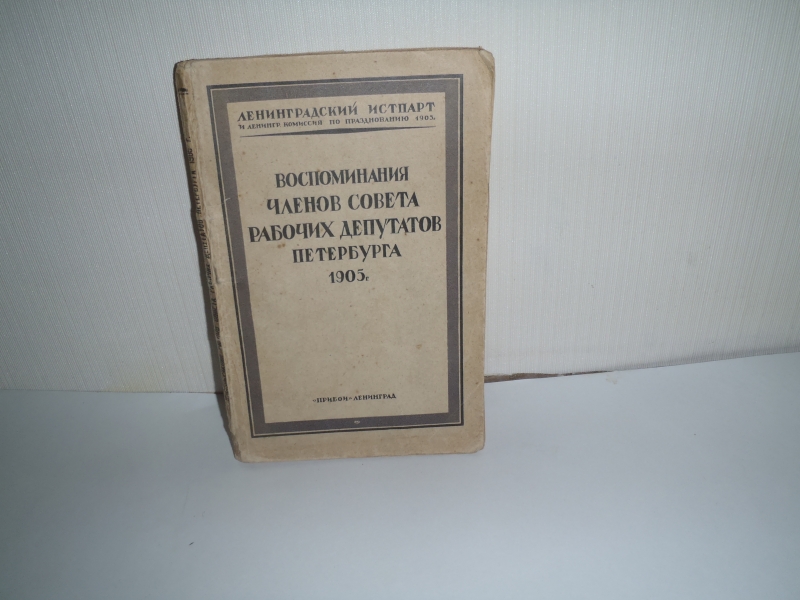 ЛЕНИНГРАДСКИЙ ИСТПАРТ
И ЛЕНИНГР. КОМИССИЯ ПО ПРАЗДНОВАНИЮ 1905.
ВОСПОМИНАНИЯ
ЧЛЕНОВ СОВЕТА
РАБОЧИХ ДЕПУТАТОВ
ПЕТЕРБУРГА
1905г
«ПРИБОЙ» ЛЕНИНГРАД